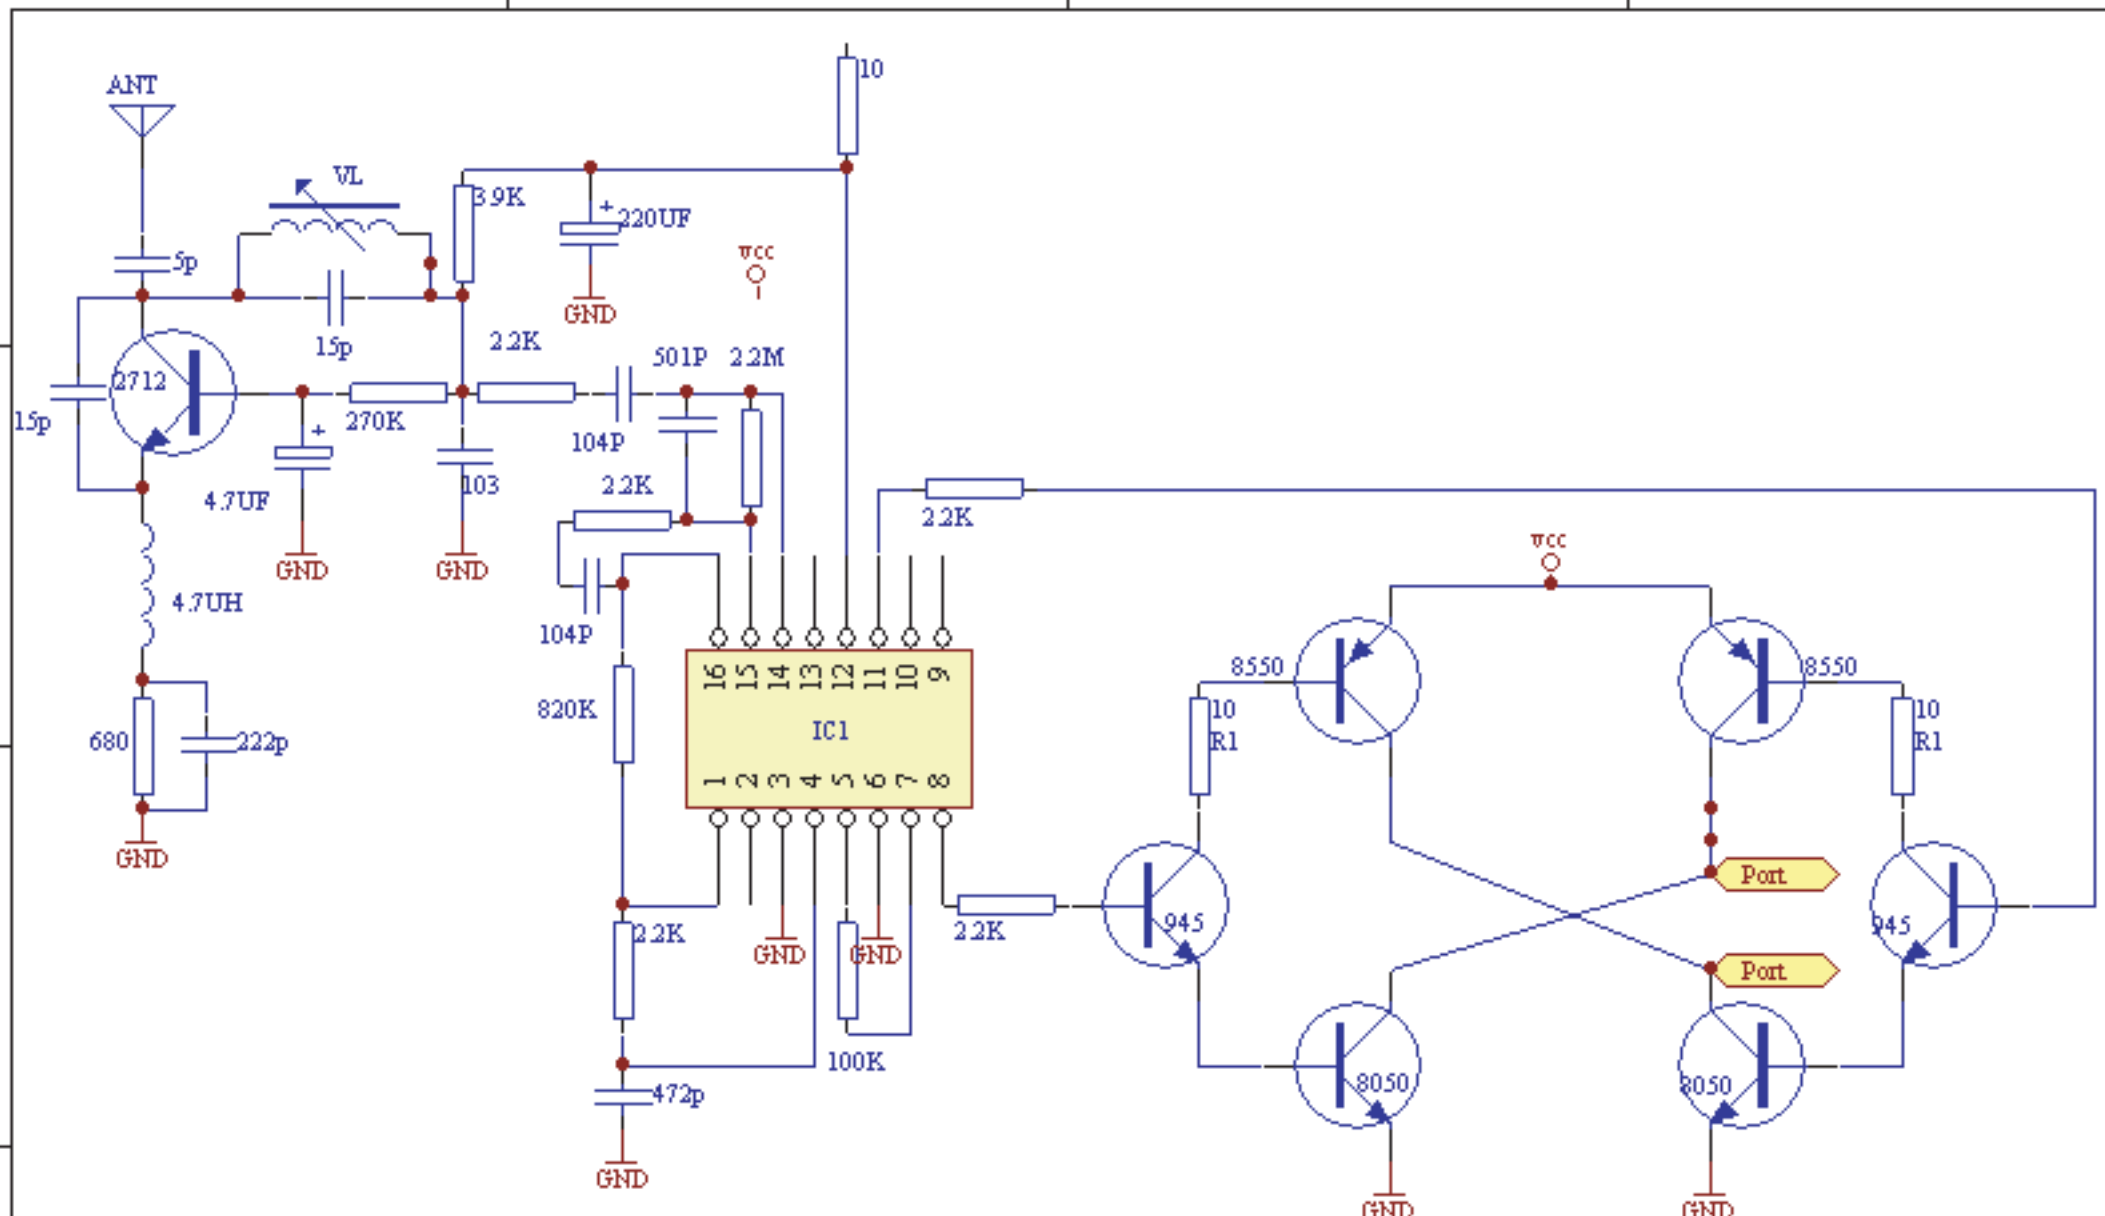 10
ANT
VL
3.9K
220UF
5p
vcc
GND
15p
2.2K
501P
2.2M
2712
15p
270K
104P
4.7UF
103
2.2K
2.2K
vcc
GND
GND
4.7UH
104P
8550
8550
16 15 14 13 12 11 10 9
820K
10
R1
10
R1
IC1
680
222p
1 2 3 4 5 6 7 8
GND
Port
2.2K
2.2K
945
945
GND
GND
Port
100K
8050
8050
472p
GND
GND
GND